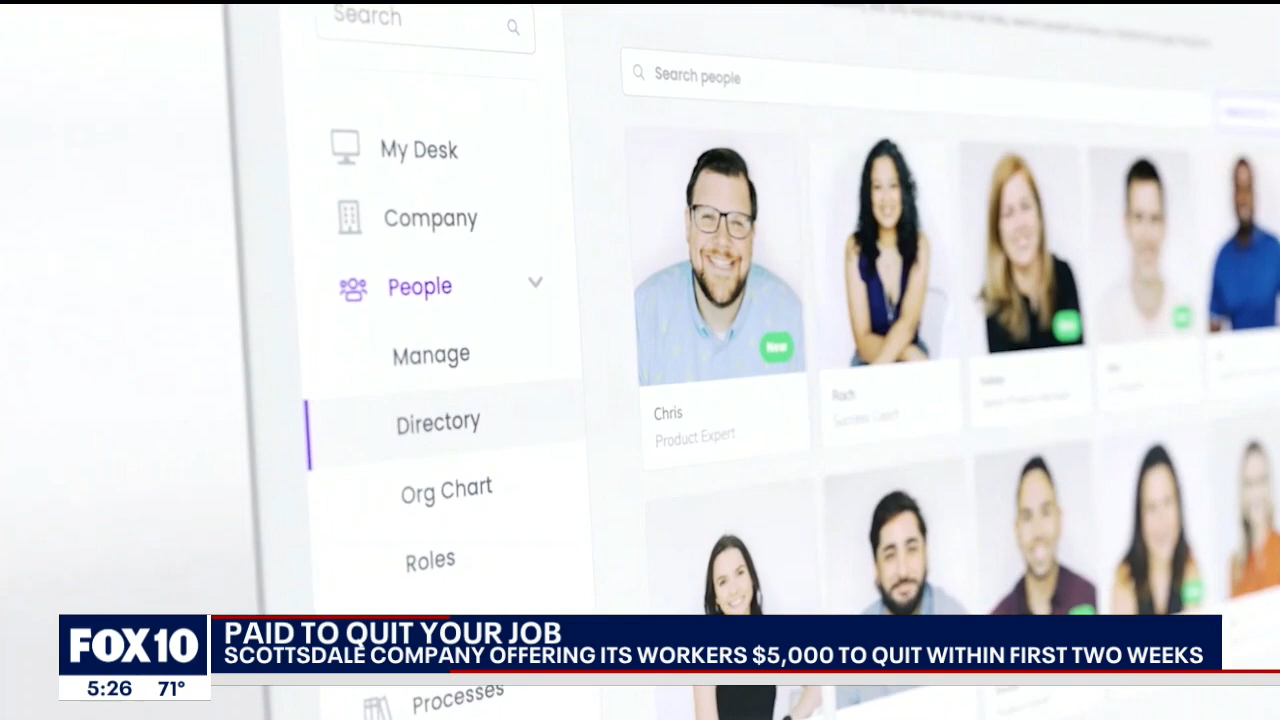 Search
Search people
My Desk
Company
People
Manage
Directory
Org Chart
Roles
Processes
New
Chris
Product Expert
Rach
FOX10
5:26 71°
PAID TO QUIT YOUR JOB
SCOTTSDALE COMPANY OFFERING ITS WORKERS $5,000 TO QUIT WITHIN FIRST TWO WEEKS